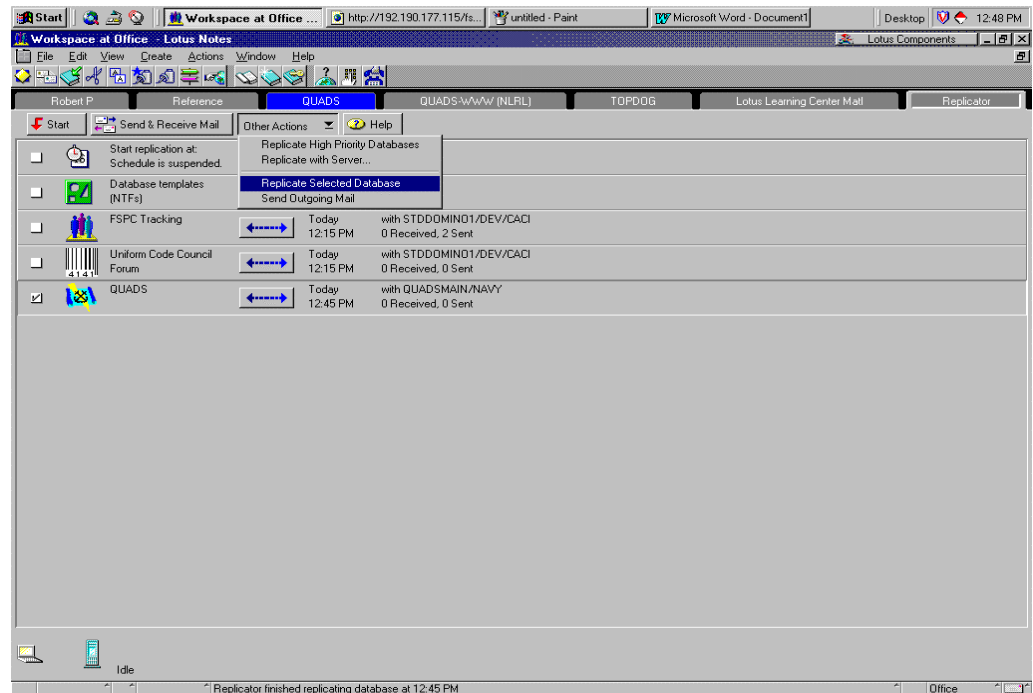 Start Workspace at Office ... http://192.190.177.115/fs... untitled - Paint Microsoft Word - Document1 Desktop 12:48 PM
Workspace at Office - Lotus Notes Lotus Components
File Edit View Create Actions Window Help
Robert P Reference QUADS QUADS-WWW (NLRL) TOPDOG Lotus Learning Center Matl Replicator
Start Send & Receive Mail Other Actions Help
Replicate High Priority Databases
Replicate with Server...
Replicate Selected Database
Send Outgoing Mail
Start replication at:
Schedule is suspended.
Database templates
(NTFs)
FSPC Tracking Today with STDDOMINO1/DEV/CACI
12:15 PM 0 Received, 2 Sent
Uniform Code Council Today with STDDOMINO1/DEV/CACI
Forum 12:15 PM 0 Received, 0 Sent
4141
QUADS Today with QUADSMAIN/NAVY
12:45 PM 0 Received, 0 Sent
Idle
Replicator finished replicating database at 12:45 PM Office